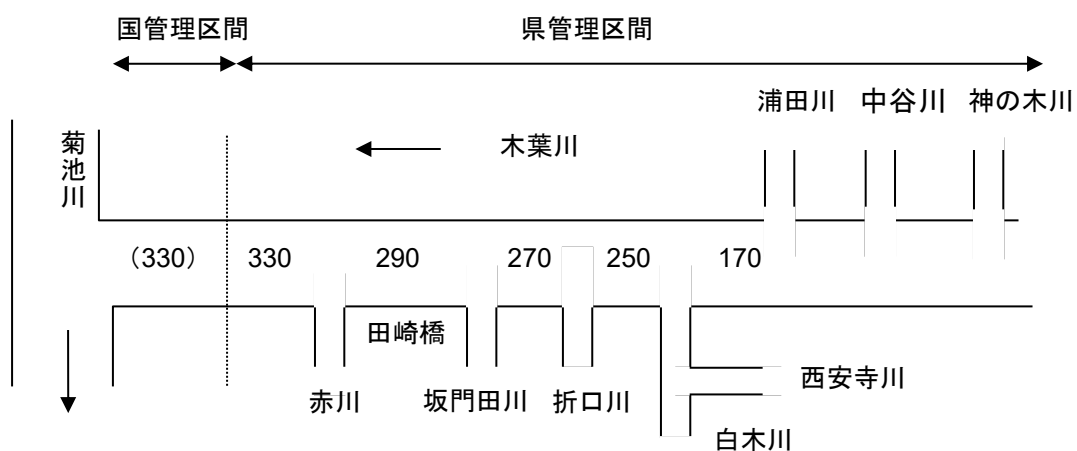 国管理区間
県管理区間
浦田川
中谷川
神の木川
菊池川
木葉川
（330）
330
290
270
250
170
田崎橋
赤川
坂門田川
折口川
西安寺川
白木川